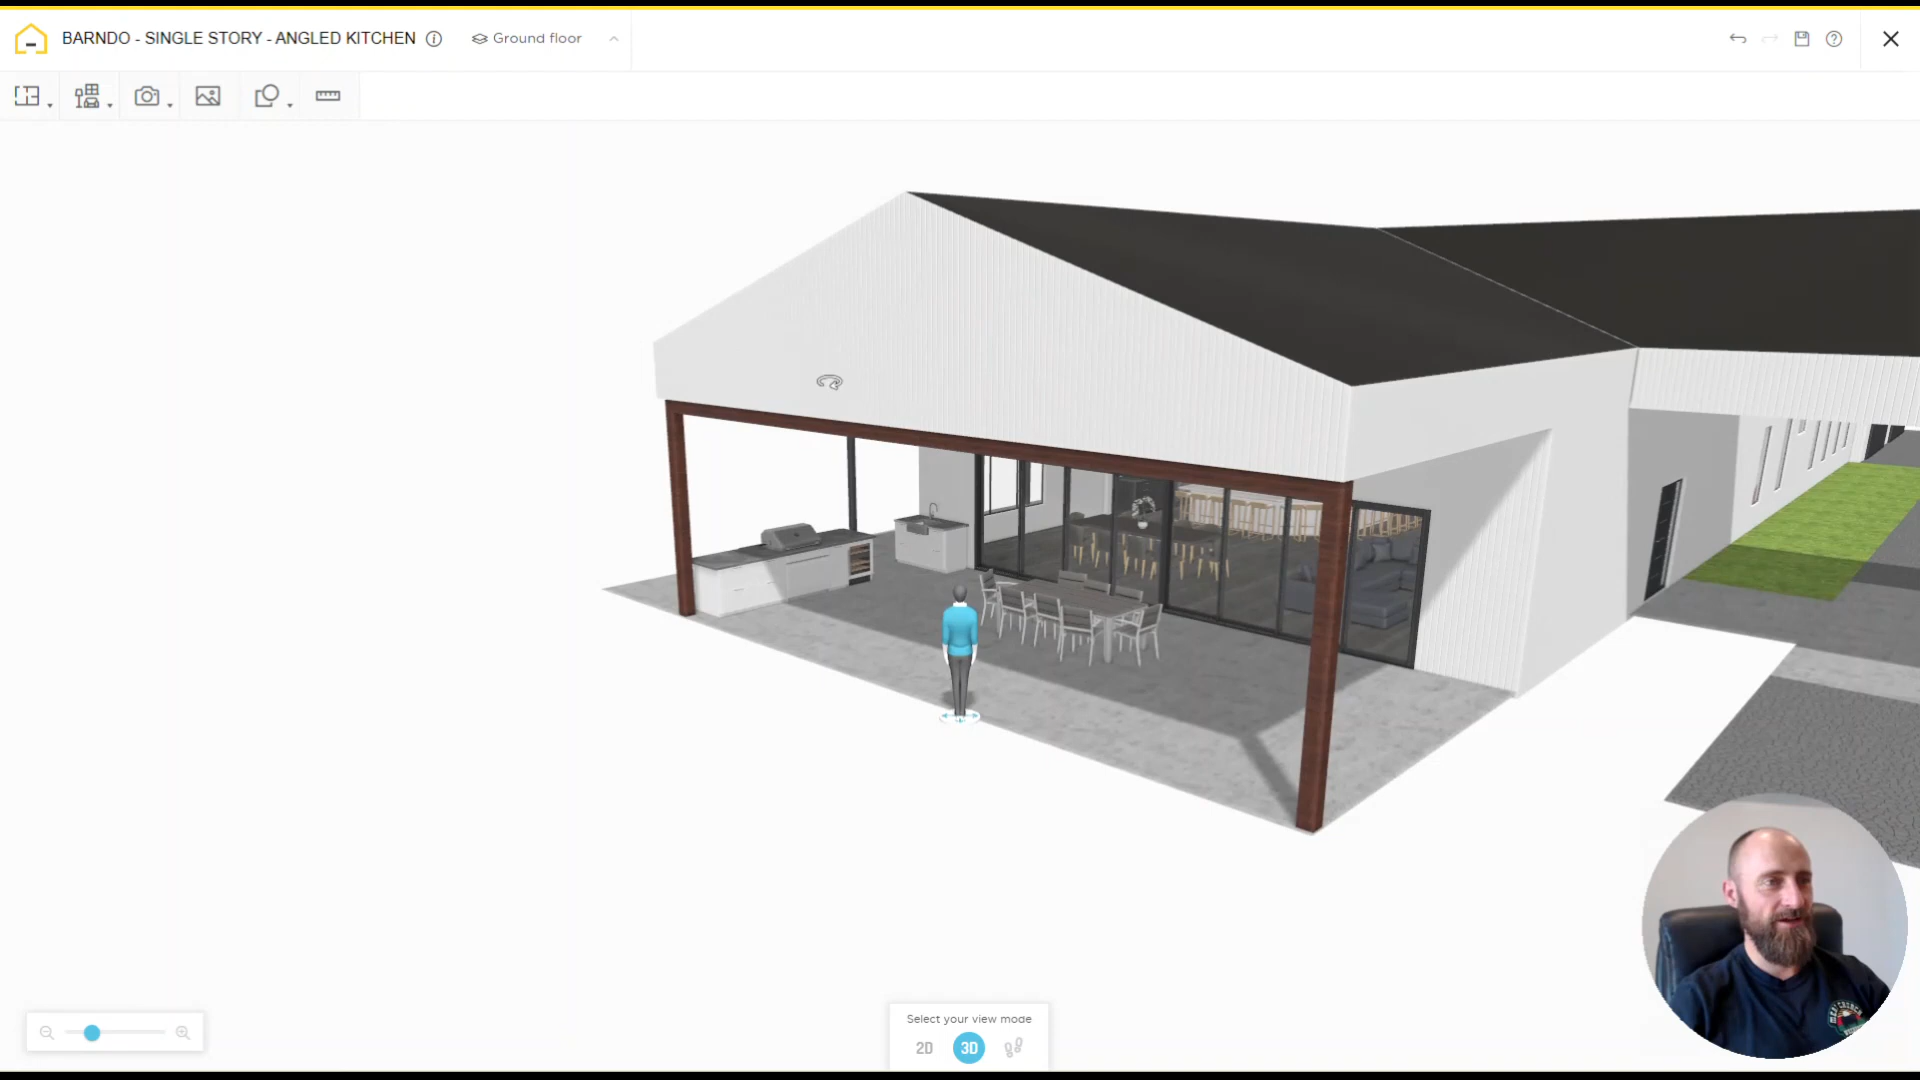 BARNDO - SINGLE STORY - ANGLED KITCHEN
Ground floor
Select your view mode
2D
3D